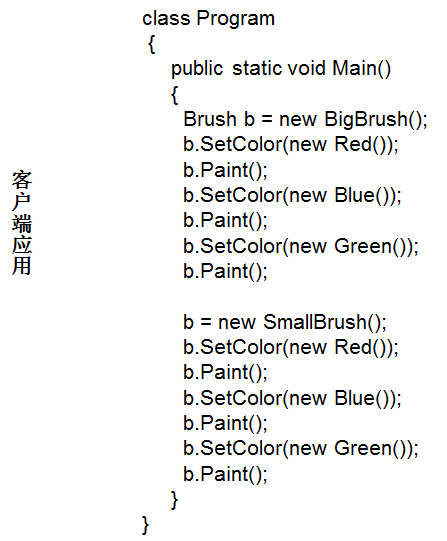 客户端应用
class Program
{
public static void Main()
{
Brush b = new BigBrush();
b.SetColor(new Red());
b.Paint();
b.SetColor(new Blue());
b.Paint();
b.SetColor(new Green());
b.Paint();
b = new SmallBrush();
b.SetColor(new Red());
b.Paint();
b.SetColor(new Blue());
b.Paint();
b.SetColor(new Green());
b.Paint();
}
}